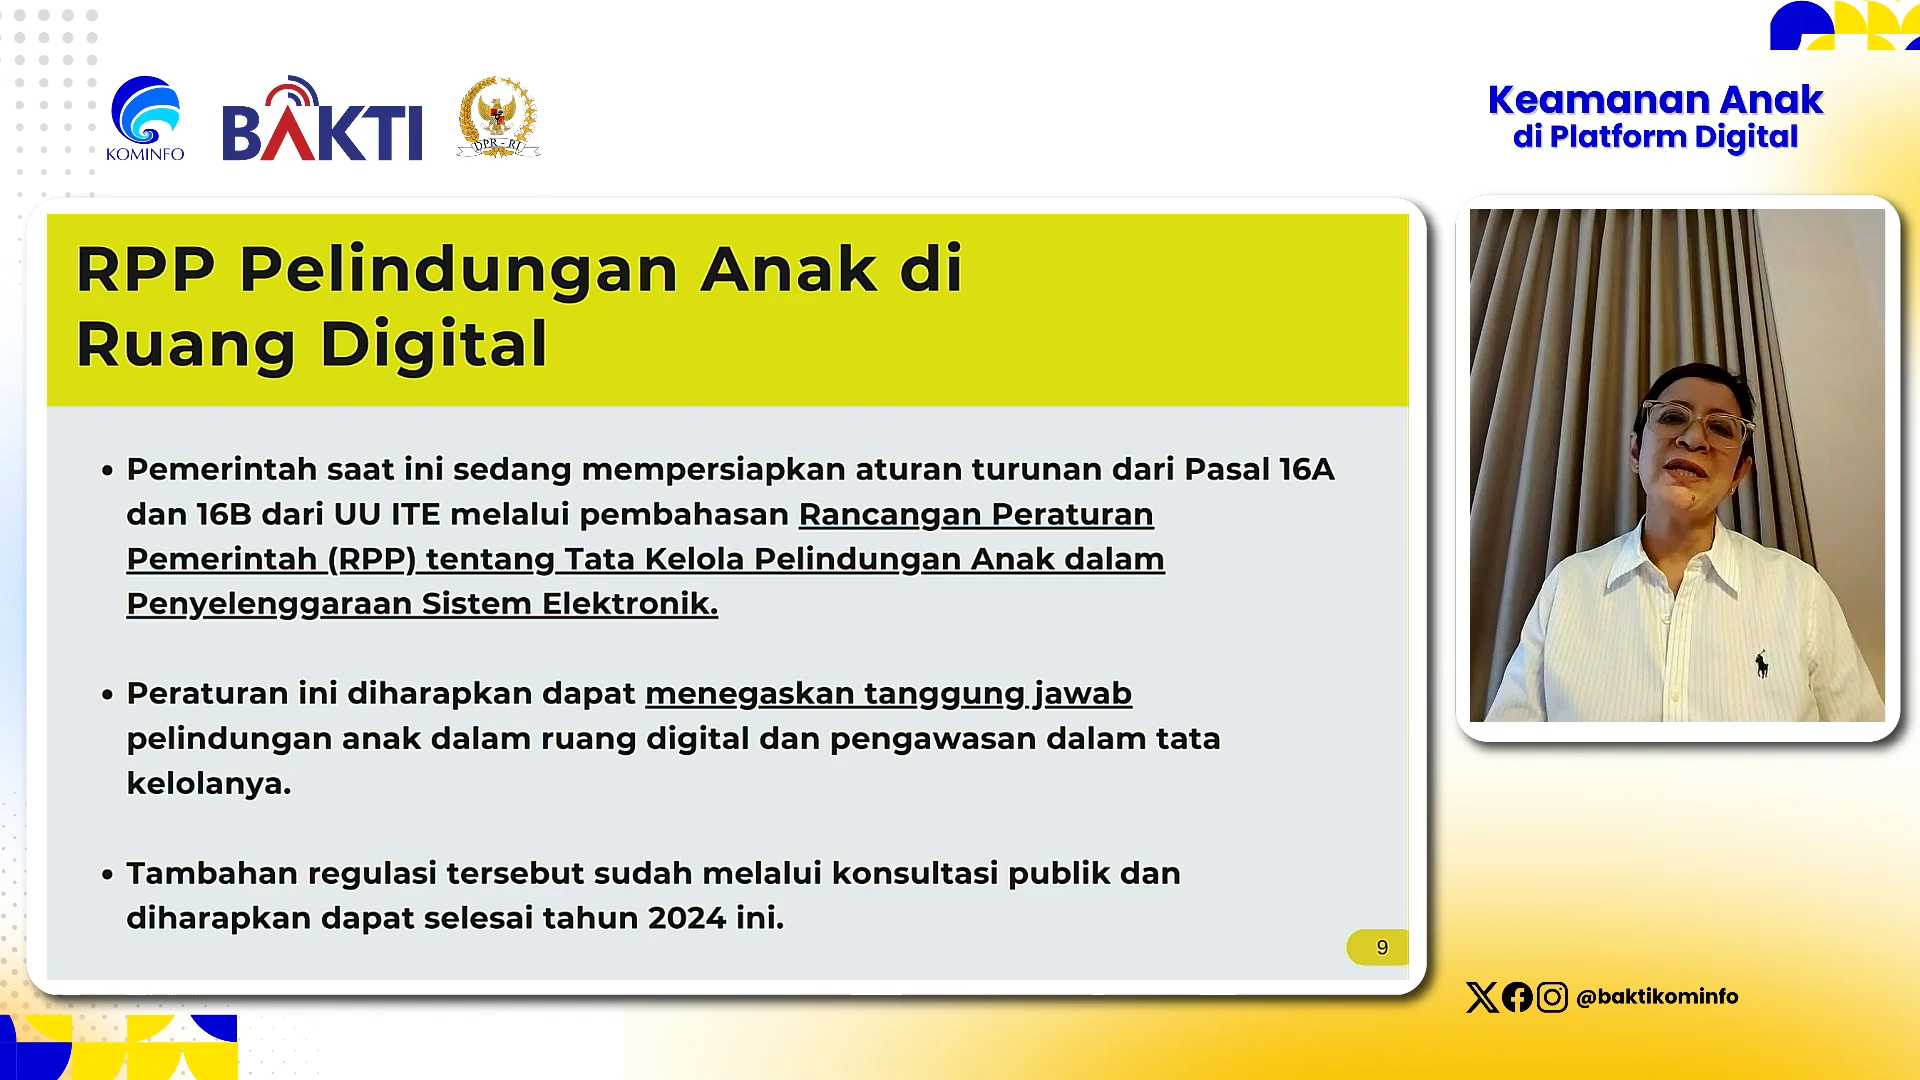 KOMINFO
BAKTI
DPR-RI
Keamanan Anak
di Platform Digital
RPP Pelindungan Anak di
Ruang Digital
• Pemerintah saat ini sedang mempersiapkan aturan turunan dari Pasal 16A
dan 16B dari UU ITE melalui pembahasan Rancangan Peraturan
Pemerintah (RPP) tentang Tata Kelola Pelindungan Anak dalam
Penyelenggaraan Sistem Elektronik.
• Peraturan ini diharapkan dapat menegaskan tanggung jawab
pelindungan anak dalam ruang digital dan pengawasan dalam tata
kelolanya.
• Tambahan regulasi tersebut sudah melalui konsultasi publik dan
diharapkan dapat selesai tahun 2024 ini.
9
@baktikominfo